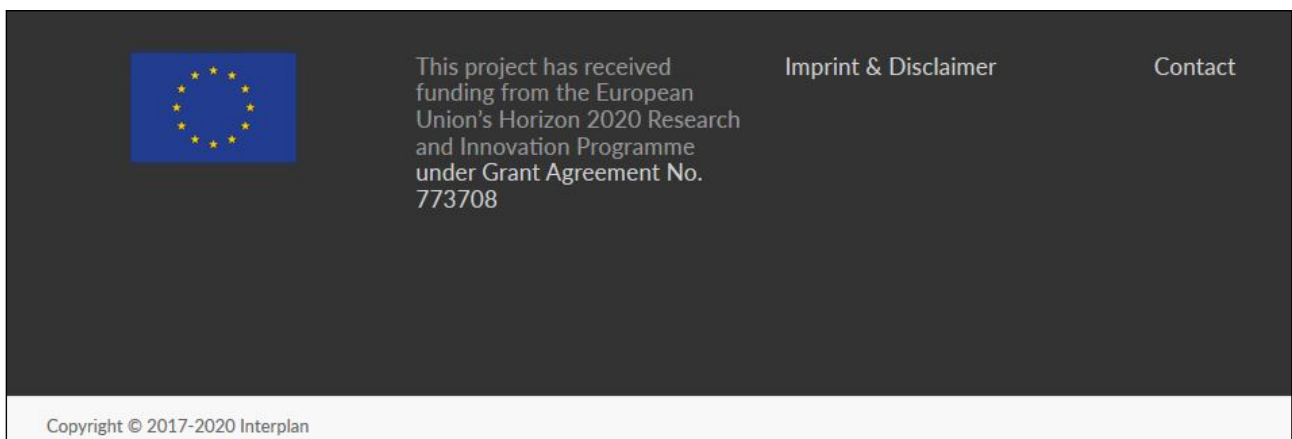 This project has received
funding from the European
Union’s Horizon 2020 Research
and Innovation Programme
under Grant Agreement No.
773708
Imprint & Disclaimer
Contact
Copyright © 2017-2020 Interplan